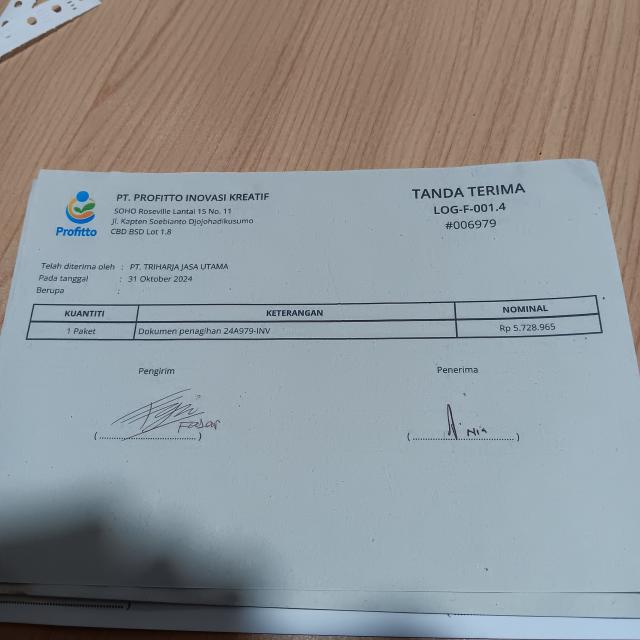 PT. PROFITTO INOVASI KREATIF
SOHO Roseville Lantai 15 No. 11
Jl. Kapten Soebianto Djojohadikusumo
CBD BSD Lot 1.8
Profitto
TANDA TERIMA
LOG-F-001.4
#006979
Telah diterima oleh : PT. TRIHARJA JASA UTAMA
Pada tanggal : 31 Oktober 2024
Berupa :
KUANTITI KETERANGAN NOMINAL
1 Paket Dokumen penagihan 24A979-INV Rp 5.728.965
Pengirim Penerima
Fajar Nia
(........................) (........................)